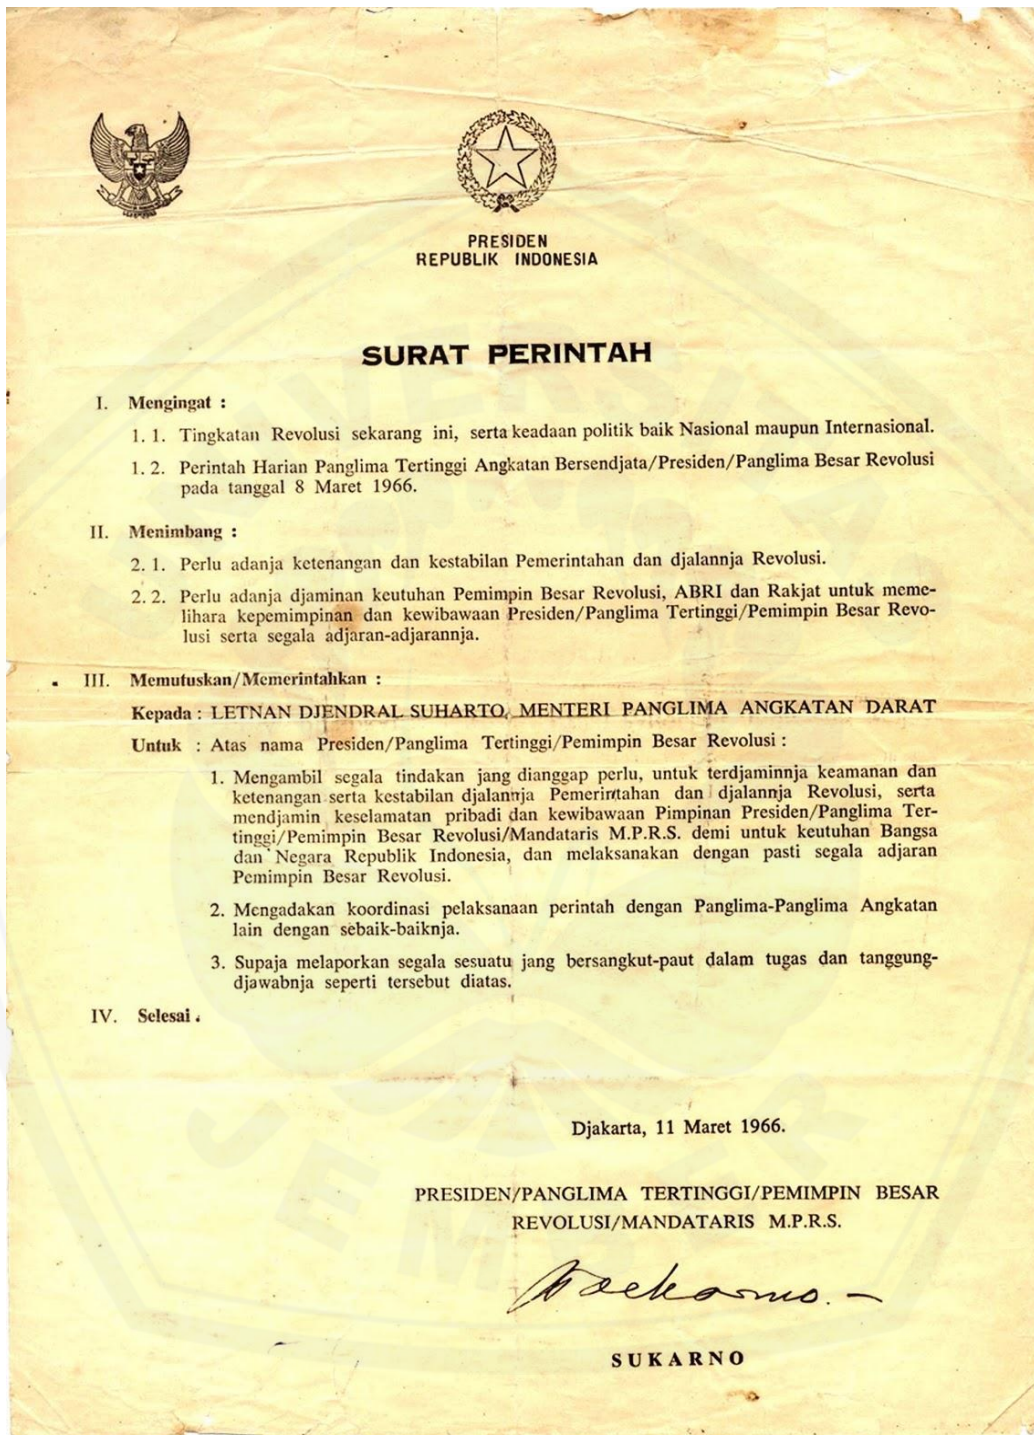 PRESIDEN
REPUBLIK INDONESIA
SURAT PERINTAH
I. Mengingat :
1. 1. Tingkatan Revolusi sekarang ini, serta keadaan politik baik Nasional maupun Internasional.
1. 2. Perintah Harian Panglima Tertinggi Angkatan Bersendjata/Presiden/Panglima Besar Revolusi
pada tanggal 8 Maret 1966.
II. Menimbang :
2. 1. Perlu adanja ketenangan dan kestabilan Pemerintahan dan djalannja Revolusi.
2. 2. Perlu adanja djaminan keutuhan Pemimpin Besar Revolusi, ABRI dan Rakjat untuk meme-
lihara kepemimpinan dan kewibawaan Presiden/Panglima Tertinggi/Pemimpin Besar Revo-
lusi serta segala adjaran-adjarannja.
III. Memutuskan/Memerintahkan :
Kepada : LETNAN DJENDRAL SUHARTO, MENTERI PANGLIMA ANGKATAN DARAT
Untuk : Atas nama Presiden/Panglima Tertinggi/Pemimpin Besar Revolusi :
1. Mengambil segala tindakan jang dianggap perlu, untuk terdjaminnja keamanan dan
ketenangan serta kestabilan djalannja Pemerintahan dan djalannja Revolusi, serta
mendjamin keselamatan pribadi dan kewibawaan Pimpinan Presiden/Panglima Ter-
tinggi/Pemimpin Besar Revolusi/Mandataris M.P.R.S. demi untuk keutuhan Bangsa
dan Negara Republik Indonesia, dan melaksanakan dengan pasti segala adjaran
Pemimpin Besar Revolusi.
2. Mengadakan koordinasi pelaksanaan perintah dengan Panglima-Panglima Angkatan
lain dengan sebaik-baiknja.
3. Supaja melaporkan segala sesuatu jang bersangkut-paut dalam tugas dan tanggung-
djawabnja seperti tersebut diatas.
IV. Selesai.
Djakarta, 11 Maret 1966.
PRESIDEN/PANGLIMA TERTINGGI/PEMIMPIN BESAR
REVOLUSI/MANDATARIS M.P.R.S.
Soekarno. -
SUKARNO
JEMBER